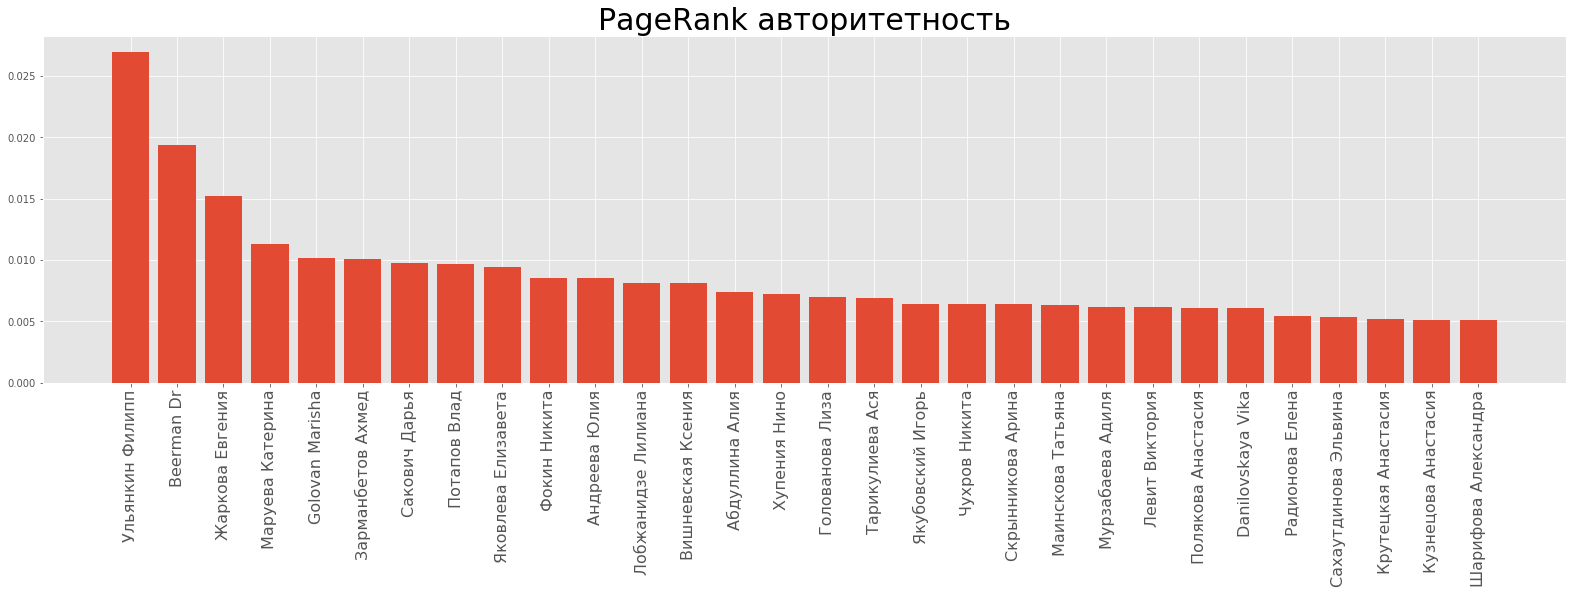 PageRank авторитетность
0.025
0.020
0.015
0.010
0.005
0.000
Ульянкин Филипп
Beerman Dr
Жаркова Евгения
Маруева Катерина
Golovan Marisha
Зарманбетов Ахмед
Сакович Дарья
Потапов Влад
Яковлева Елизавета
Фокин Никита
Андреева Юлия
Лобжанидзе Лилиана
Вишневская Ксения
Абдуллина Алия
Хупения Нино
Голованова Лиза
Тарикулиева Ася
Якубовский Игорь
Чухров Никита
Скрынникова Арина
Маинскова Татьяна
Мурзабаева Адиля
Левит Виктория
Полякова Анастасия
Danilovskaya Vika
Радионова Елена
Сахаутдинова Эльвина
Крутецкая Анастасия
Кузнецова Анастасия
Шарифова Александра